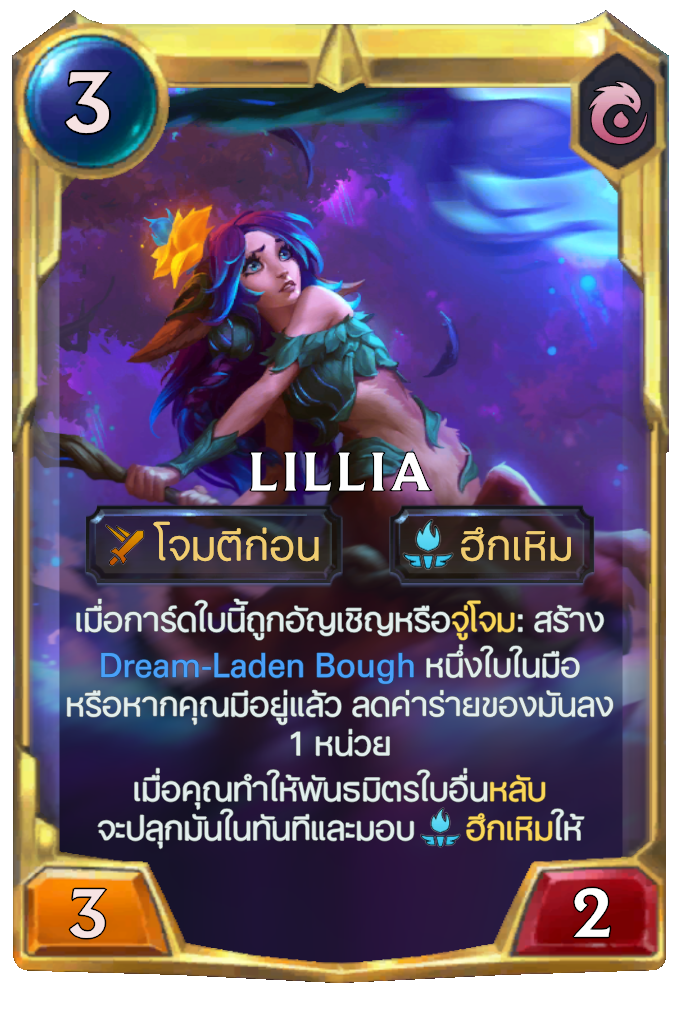 3
LILLIA
โจมตีก่อน ฮึกเหิม
เมื่อการ์ดใบนี้ถูกอัญเชิญหรือจู่โจม: สร้าง
Dream-Laden Bough หนึ่งใบในมือ
หรือหากคุณมีอยู่แล้ว ลดค่าร่ายของมันลง
1 หน่วย
เมื่อคุณทำให้พันธมิตรใบอื่นหลับ
จะปลุกมันในทันทีและมอบ ฮึกเหิมให้
3 2